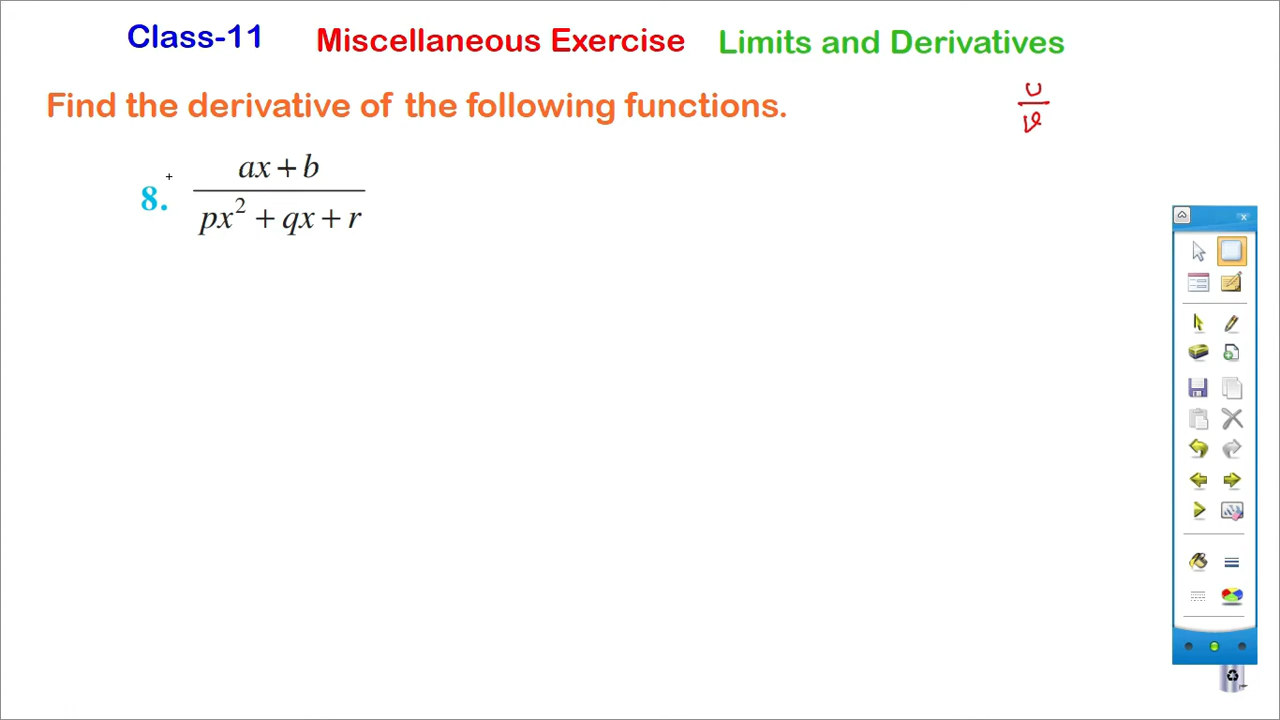 Class-11 Miscellaneous Exercise Limits and Derivatives
Find the derivative of the following functions.
u/v
8. (ax + b)/(px² + qx + r)